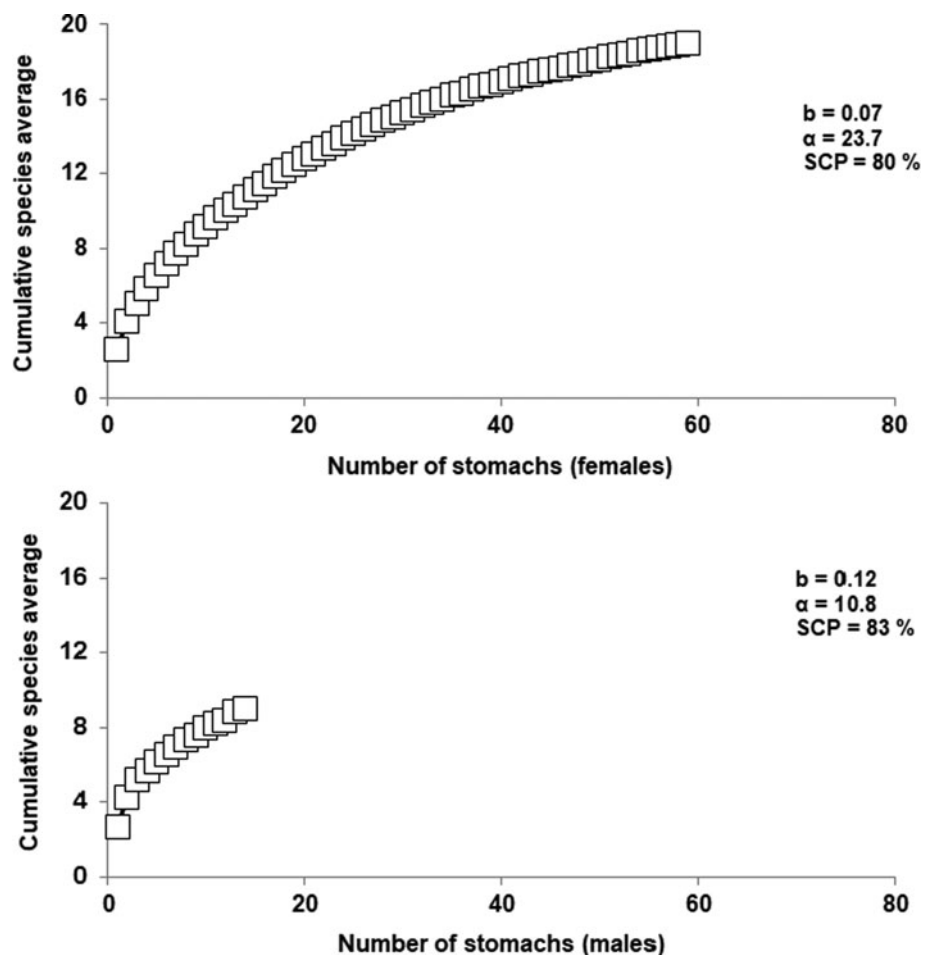 20
16
12
8
4
0
Cumulative species average
b = 0.07
α = 23.7
SCP = 80 %
0 20 40 60 80
Number of stomachs (females)
20
16
12
8
4
0
Cumulative species average
b = 0.12
α = 10.8
SCP = 83 %
0 20 40 60 80
Number of stomachs (males)